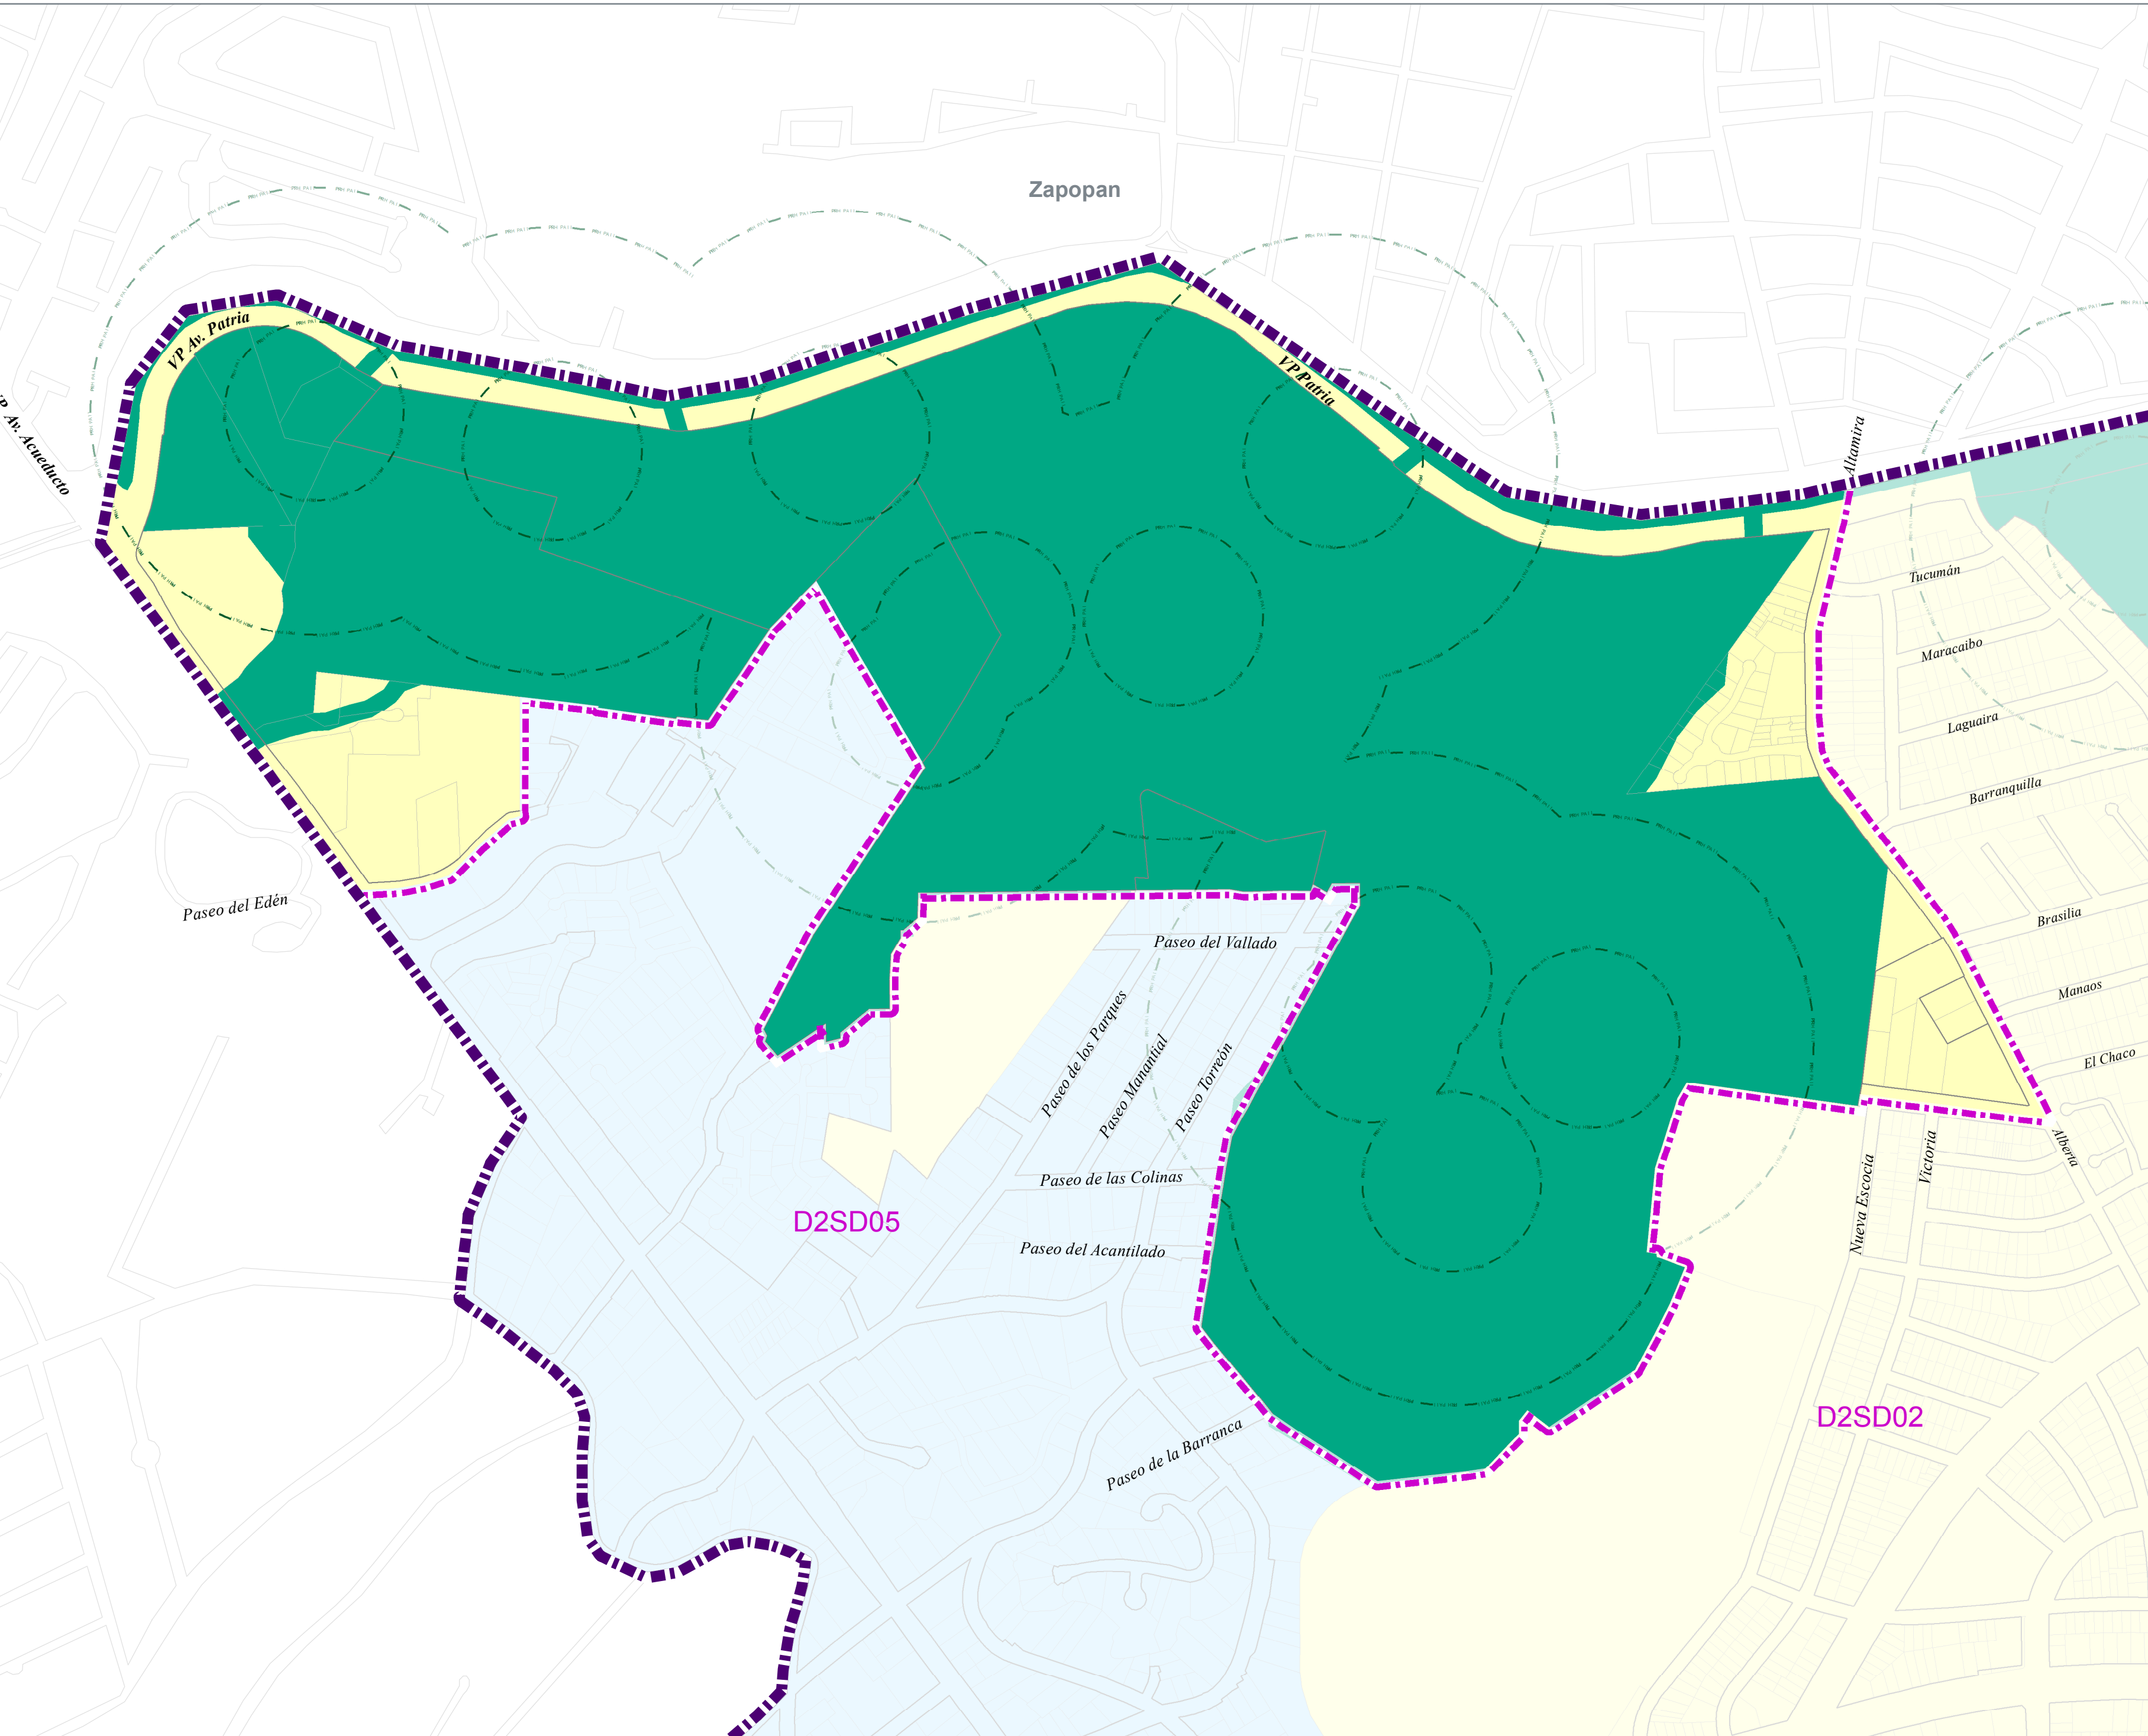 Zapopan
VP Av. Patria
Av. Acueducto
VP Patria
Altamira
Tucumán
Maracaibo
Laguaira
Barranquilla
Paseo del Edén
Brasilia
Paseo del Vallado
Manaos
Paseo de los Parques
Paseo Manantial
Paseo Torreón
El Chaco
Alberta
Victoria
Nueva Escocia
Paseo de las Colinas
D2SD05
Paseo del Acantilado
D2SD02
Paseo de la Barranca